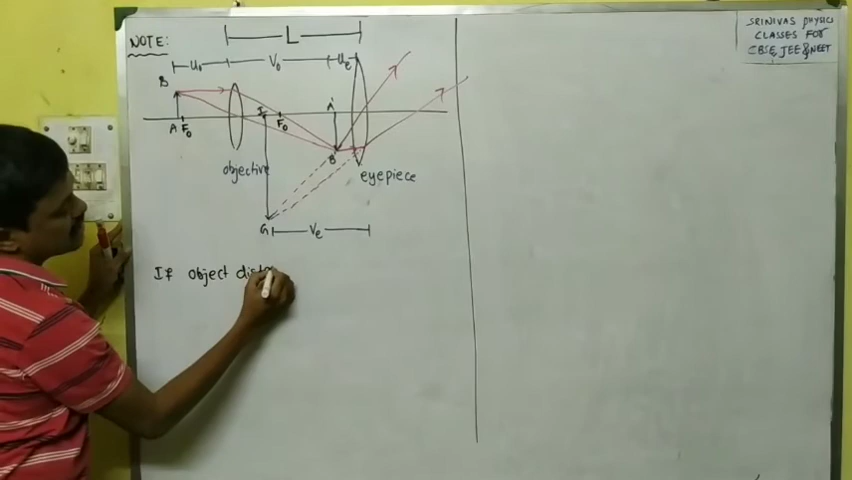 NOTE:
L
u₀
V₀
uₑ
B
A
F₀
I
F₀
A'
B'
objective
eyepiece
G
Vₑ
SRINIVAS PHYSICS
CLASSES FOR
CBSE, JEE & NEET
IF object dist